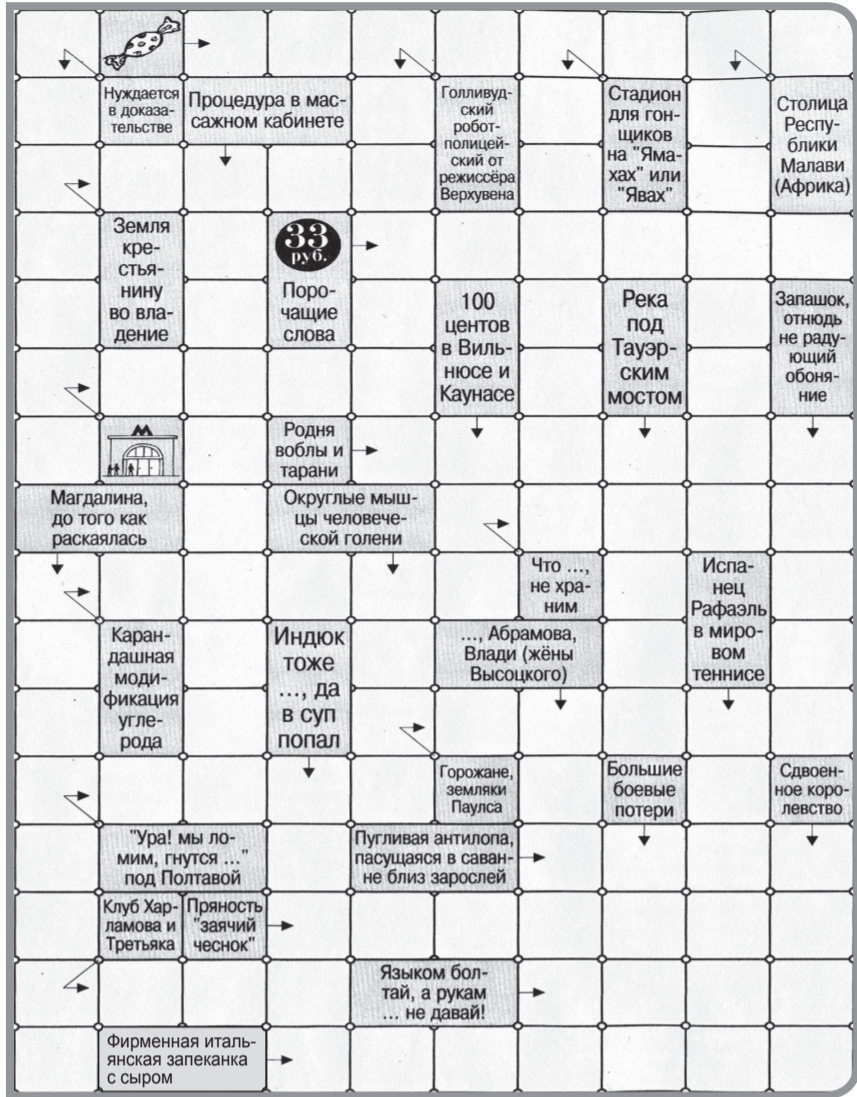 Нуждается
в доказа-
тельстве
Процедура в мас-
сажном кабинете
Голливуд-
ский
робот-
полицей-
ский от
режиссёра
Верхувена
Стадион
для гон-
щиков
на "Яма-
хах" или
"Явах"
Столица
Респу-
блики
Малави
(Африка)
Земля
кре-
стья-
нину
во вла-
дение
33
руб.
Поро-
чащие
слова
100
центов
в Виль-
нюсе и
Каунасе
Река
под
Тауэр-
ским
мостом
Запашок,
отнюдь
не раду-
ющий
обоня-
ние
М
Родня
воблы и
тарани
Магдалина,
до того как
раскаялась
Округлые мыш-
цы человече-
ской голени
Что ...,
не хра-
ним
Испа-
нец
Рафаэль
в миро-
вом
теннисе
Каран-
дашная
моди-
фикация
угле-
рода
Индюк
тоже
..., да
в суп
попал
..., Абрамова,
Влади (жёны
Высоцкого)
Горожане,
земляки
Паулса
Большие
боевые
потери
Сдвоен-
ное коро-
левство
"Ура! мы ло-
мим, гнутся ..."
под Полтавой
Пугливая антилопа,
пасущаяся в саван-
не близ зарослей
Клуб Хар-
ламова и
Третьяка
Пряность
"заячий
чеснок"
Языком бол-
тай, а рукам
... не давай!
Фирменная италь-
янская запеканка
с сыром